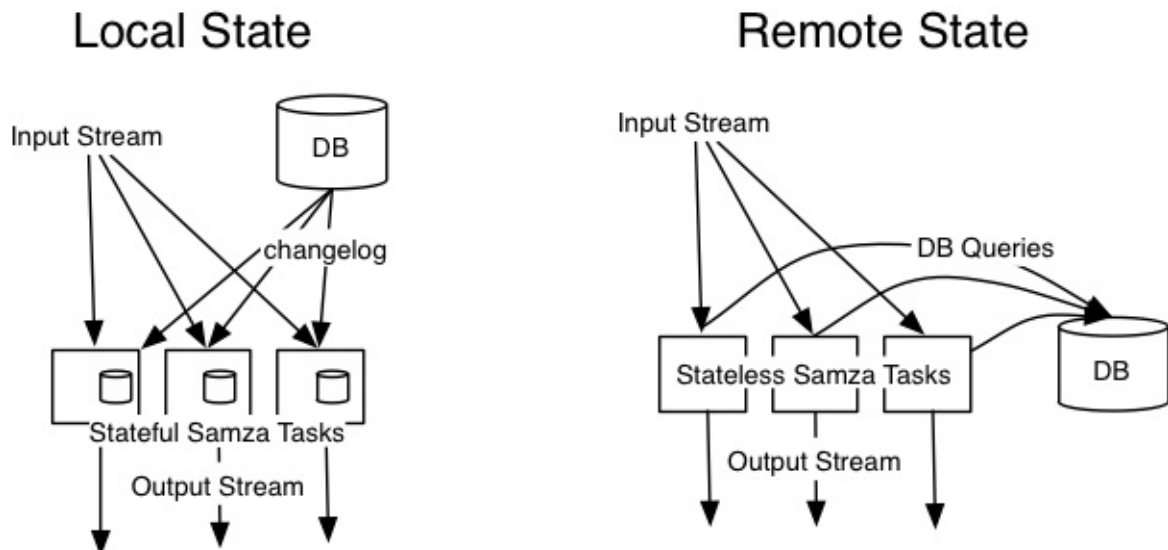 Local State
Input Stream
DB
changelog
Stateful Samza Tasks
Output Stream
Remote State
Input Stream
DB Queries
Stateless Samza Tasks
DB
Output Stream